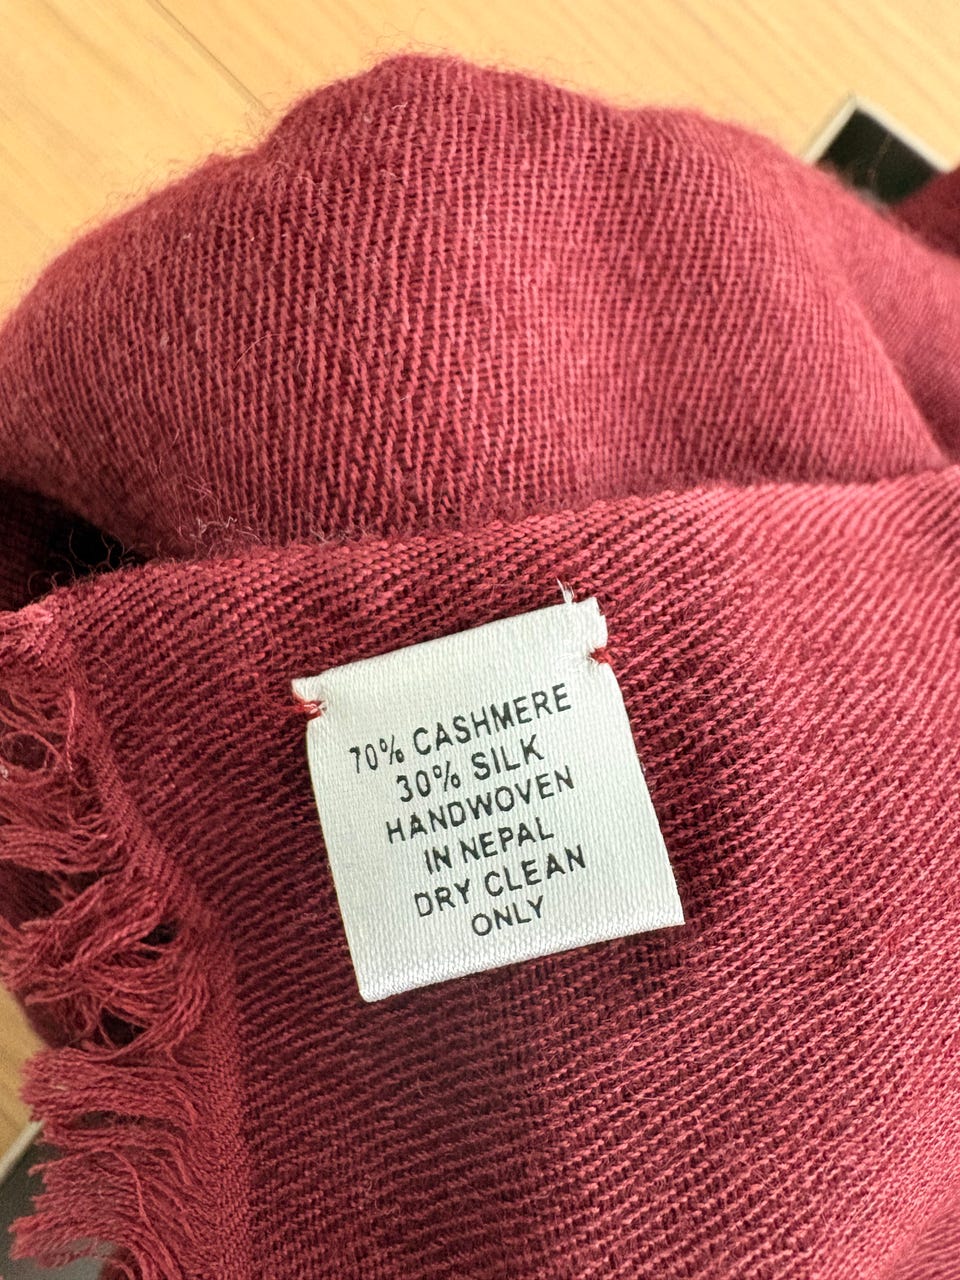 70% CASHMERE
30% SILK
HANDWOVEN
IN NEPAL
DRY CLEAN
ONLY